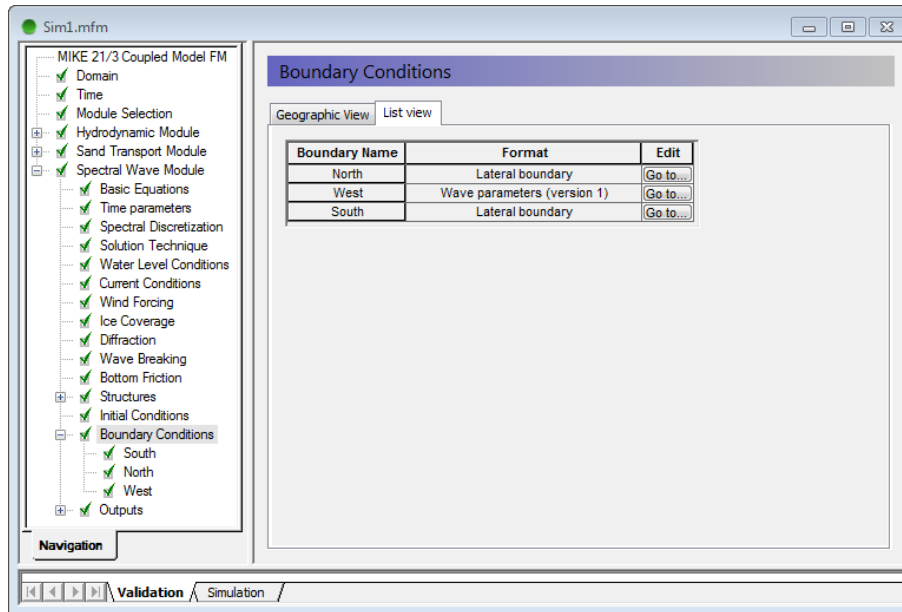 Sim1.mfm
MIKE 21/3 Coupled Model FM
Domain
Time
Module Selection
Hydrodynamic Module
Sand Transport Module
Spectral Wave Module
Basic Equations
Time parameters
Spectral Discretization
Solution Technique
Water Level Conditions
Current Conditions
Wind Forcing
Ice Coverage
Diffraction
Wave Breaking
Bottom Friction
Structures
Initial Conditions
Boundary Conditions
South
North
West
Outputs
Navigation
Boundary Conditions
Geographic View List view
Boundary Name Format Edit
North Lateral boundary Go to...
West Wave parameters (version 1) Go to...
South Lateral boundary Go to...
Validation Simulation